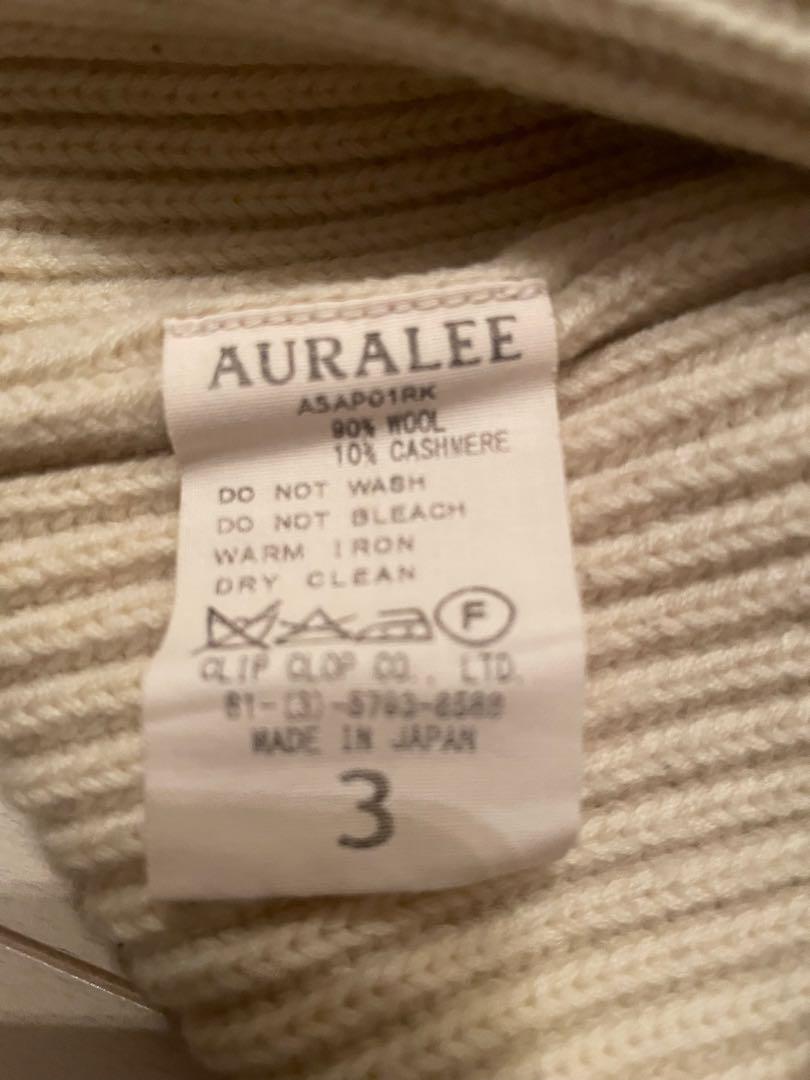 AURALEE
A5AP01RK
90% WOOL
10% CASHMERE
DO NOT WASH
DO NOT BLEACH
WARM IRON
DRY CLEAN
F
CLIP CLOP CO., LTD.
MADE IN JAPAN
3